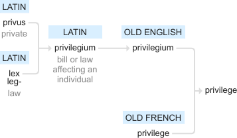 LATIN
privus
private
LATIN
lex
leg-
law
LATIN
privilegium
bill or law
affecting an
individual
OLD ENGLISH
privilegium
OLD FRENCH
privilege
privilege